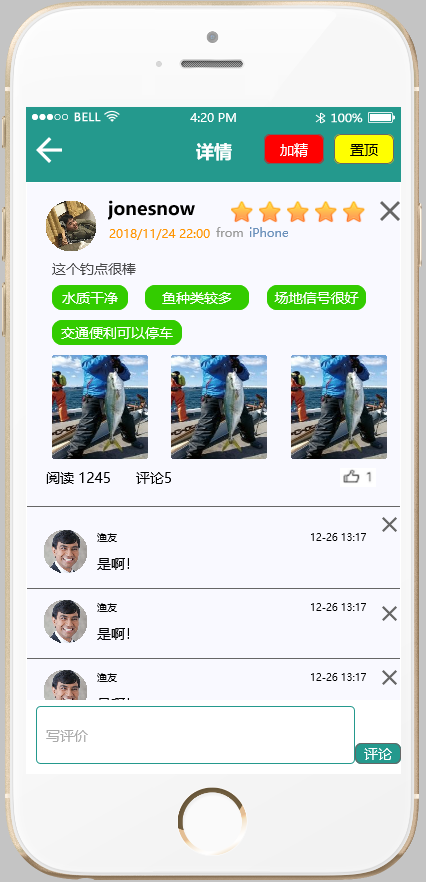 BELL 4:20 PM 100%
详情 加精 置顶
jonesnow
2018/11/24 22:00 from iPhone
这个钓点很棒
水质干净 鱼种类较多 场地信号很好
交通便利可以停车
阅读 1245 评论5 1
渔友 12-26 13:17
是啊!
渔友 12-26 13:17
是啊!
渔友 12-26 13:17
是啊!
写评价
评论